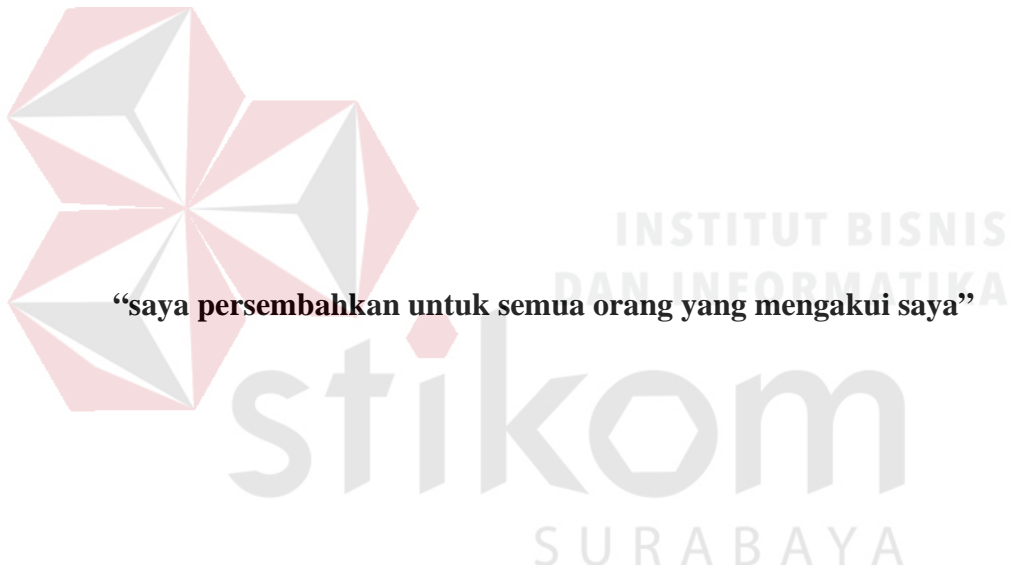 INSTITUT BISNIS
DAN INFORMATIKA
“saya persembahkan untuk semua orang yang mengakui saya”
stikom
SURABAYA